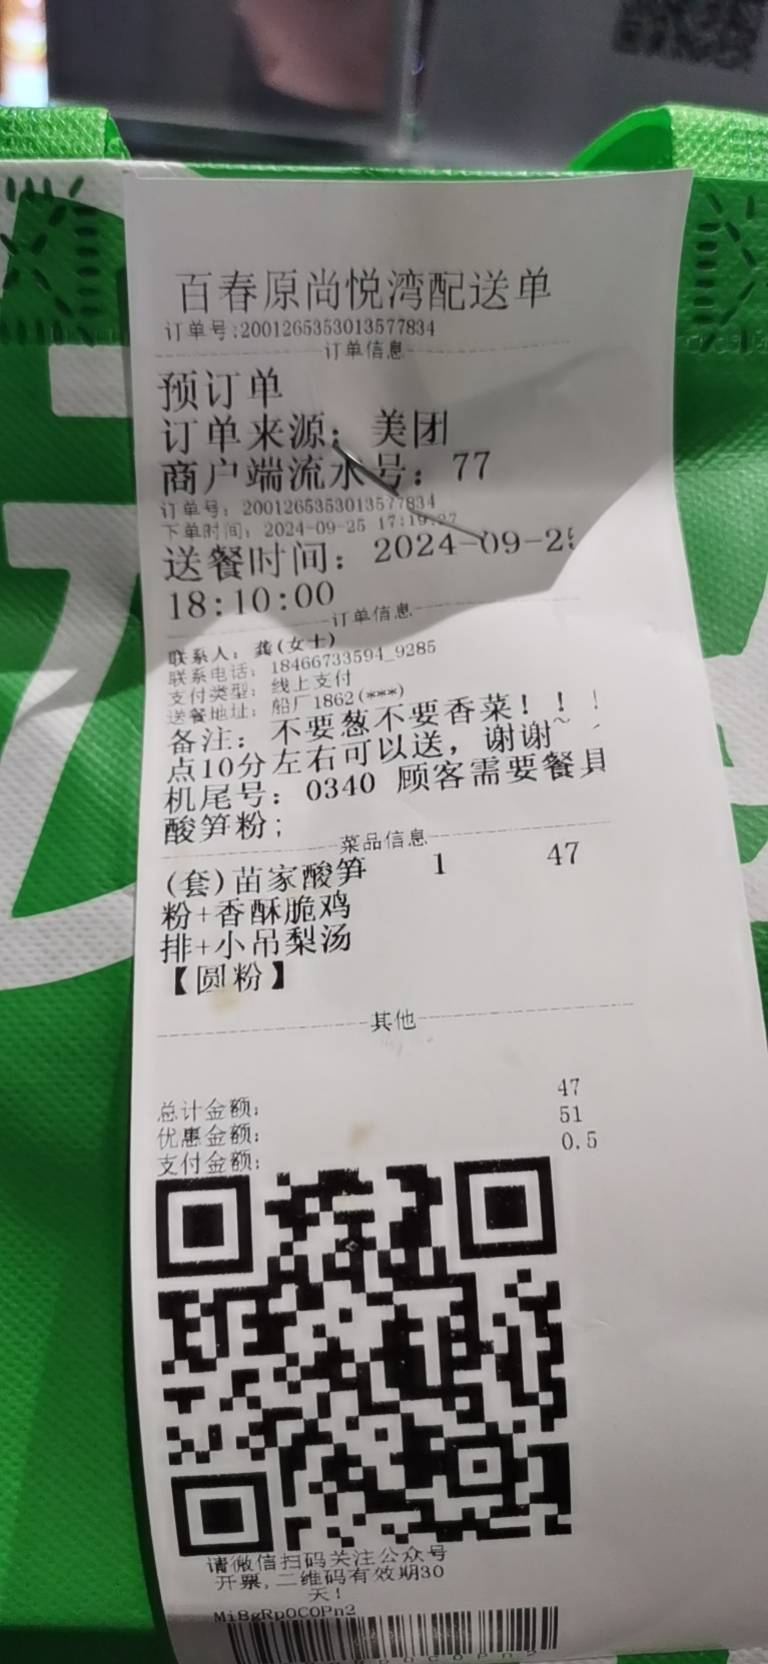 百春原尚悦湾配送单
订单号:2001265353013577834
订单信息
预订单
订单来源：美团
商户端流水号：77
订单号：2001265353013577834
下单时间：2024-09-25 17:19:27
送餐时间：2024-09-25
18:10:00
订单信息
联系人：龚(女士)
联系电话：18466733594_9285
支付类型：线上支付
送餐地址：船厂1862(***)
备注：不要葱不要香菜！！！
点10分左右可以送，谢谢~
机尾号：0340 顾客需要餐具
酸笋粉；
菜品信息
(套)苗家酸笋 1 47
粉+香酥脆鸡
排+小吊梨汤
【圆粉】
其他
总计金额： 47
优惠金额： 51
支付金额： 0.5
请微信扫码关注公众号
开票,二维码有效期30
天！
MiBgRpOCOPn2